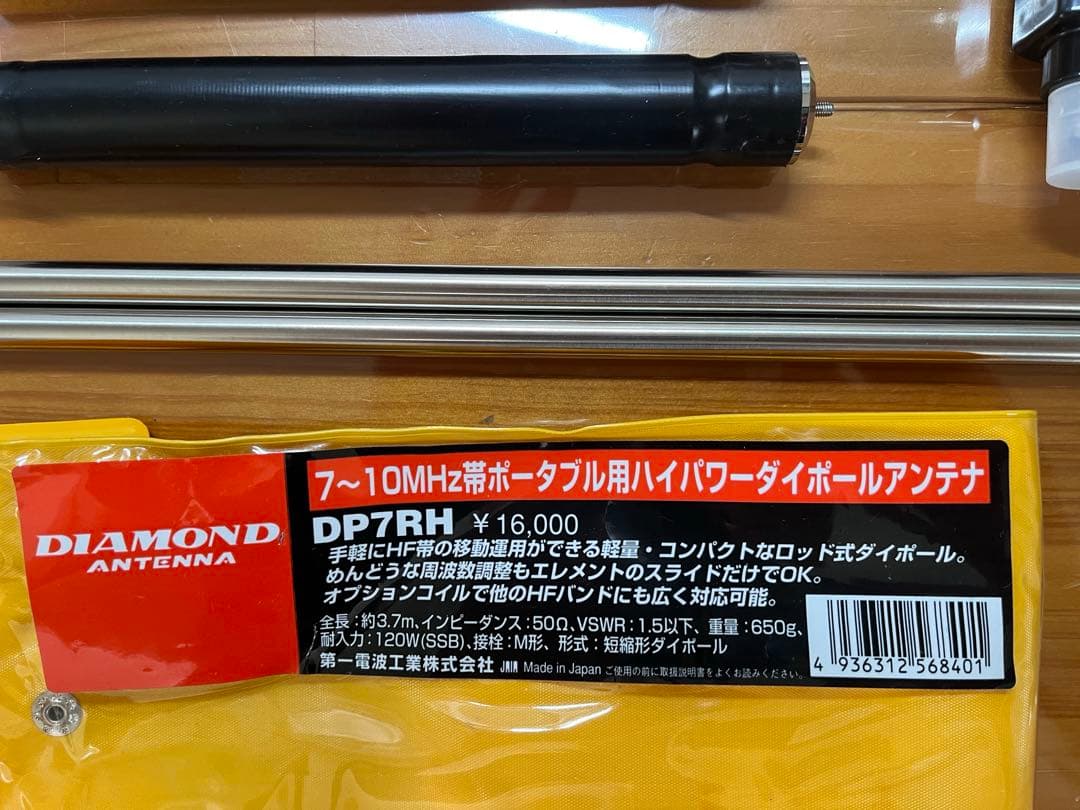 DIAMOND
ANTENNA
7〜10MHz帯ポータブル用ハイパワーダイポールアンテナ
DP7RH ￥16,000
手軽にHF帯の移動運用ができる軽量・コンパクトなロッド式ダイポール。
めんどうな周波数調整もエレメントのスライドだけでOK。
オプションコイルで他のHFバンドにも広く対応可能。
全長：約3.7m、インピーダンス：50Ω、VSWR：1.5以下、重量：650g、
耐入力：120W(SSB)、接栓：M形、形式：短縮形ダイポール
第一電波工業株式会社 JAIA Made in Japan ご使用の前に取扱説明書をよくお読みください。
4 936312 568401